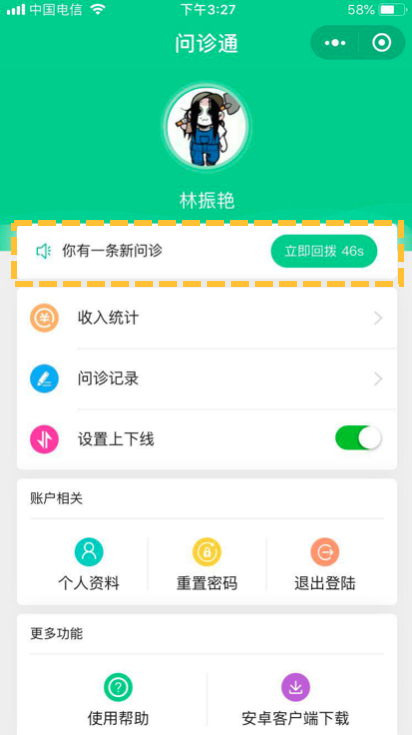 中国电信 下午3:27 58%
问诊通
林振艳
你有一条新问诊 立即回拨 46s
收入统计
问诊记录
设置上下线
账户相关
个人资料 重置密码 退出登陆
更多功能
使用帮助 安卓客户端下载